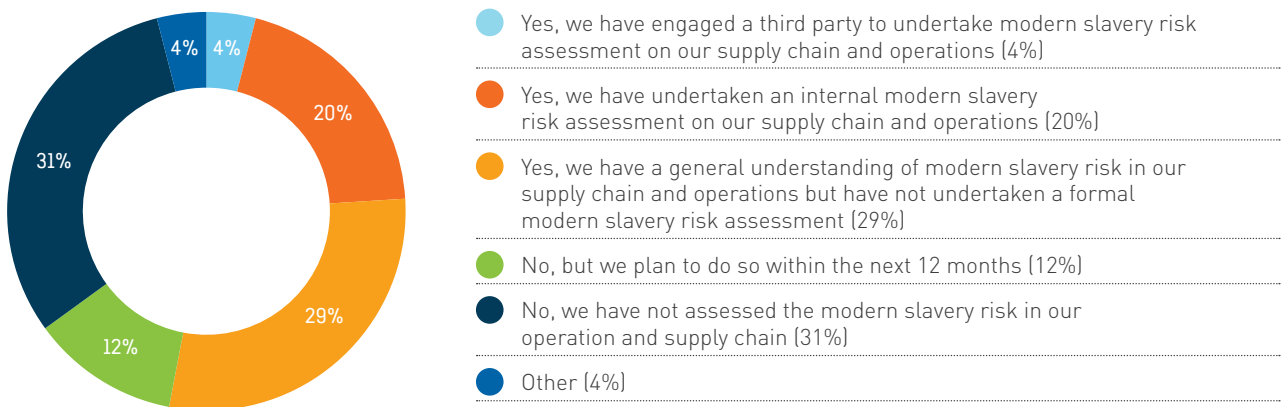 4%
4%
20%
31%
29%
12%
Yes, we have engaged a third party to undertake modern slavery risk
assessment on our supply chain and operations (4%)
Yes, we have undertaken an internal modern slavery
risk assessment on our supply chain and operations (20%)
Yes, we have a general understanding of modern slavery risk in our
supply chain and operations but have not undertaken a formal
modern slavery risk assessment (29%)
No, but we plan to do so within the next 12 months (12%)
No, we have not assessed the modern slavery risk in our
operation and supply chain (31%)
Other (4%)